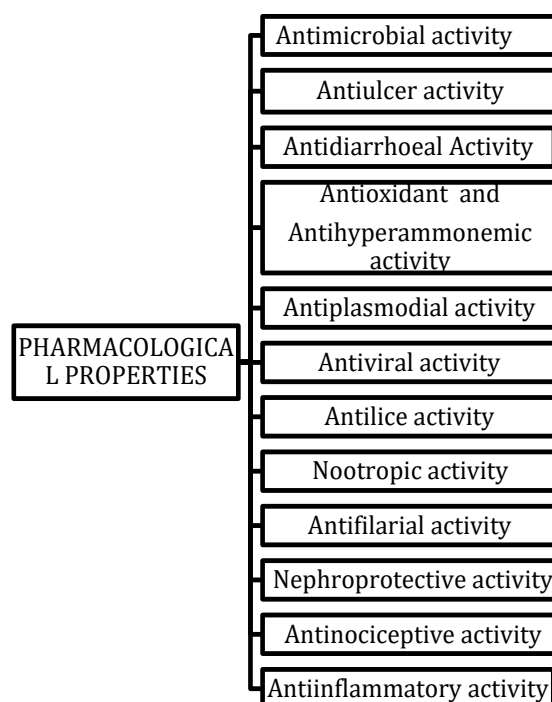 Antimicrobial activity
Antiulcer activity
Antidiarrhoeal Activity
Antioxidant and
Antihyperammonemic
activity
Antiplasmodial activity
PHARMACOLOGICA
L PROPERTIES
Antiviral activity
Antilice activity
Nootropic activity
Antifilarial activity
Nephroprotective activity
Antinociceptive activity
Antiinflammatory activity